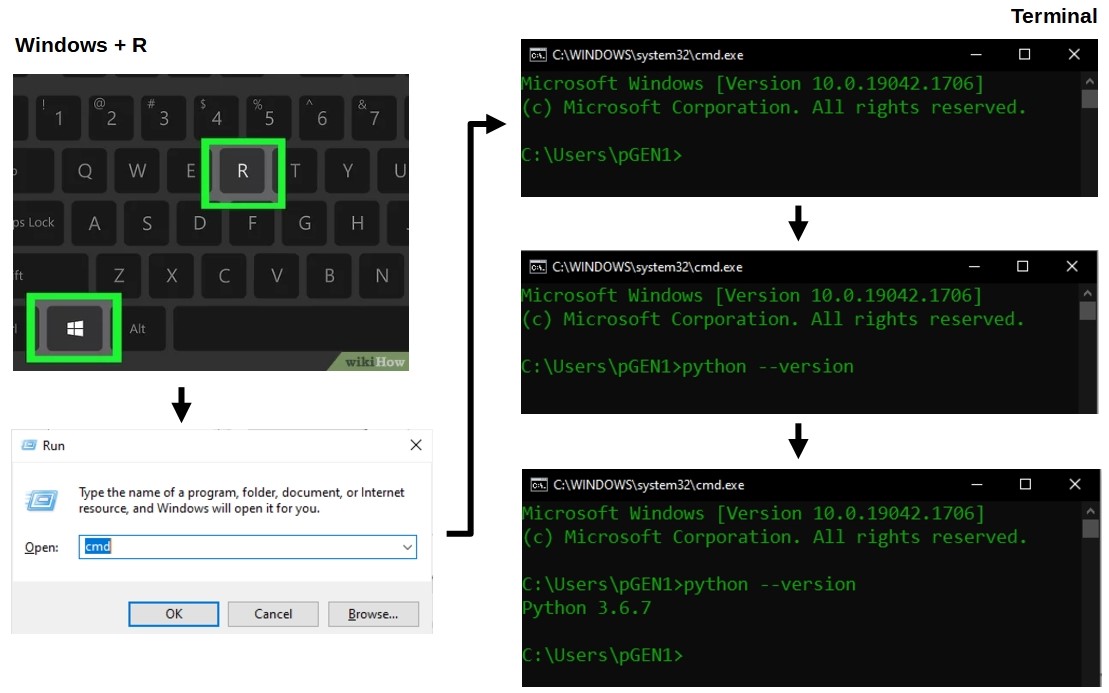 Windows + R
! 1 @ 2 # 3 $ 4 % 5 ^ 6 & 7
Q W E R T Y U
ps Lock A S D F G H
ft Z X C V B N
Alt
wikiHow
Run
Type the name of a program, folder, document, or Internet
resource, and Windows will open it for you.
Open: cmd
OK Cancel Browse...
Terminal
C:\WINDOWS\system32\cmd.exe
Microsoft Windows [Version 10.0.19042.1706]
(c) Microsoft Corporation. All rights reserved.
C:\Users\pGEN1>
C:\WINDOWS\system32\cmd.exe
Microsoft Windows [Version 10.0.19042.1706]
(c) Microsoft Corporation. All rights reserved.
C:\Users\pGEN1>python --version
C:\WINDOWS\system32\cmd.exe
Microsoft Windows [Version 10.0.19042.1706]
(c) Microsoft Corporation. All rights reserved.
C:\Users\pGEN1>python --version
Python 3.6.7
C:\Users\pGEN1>